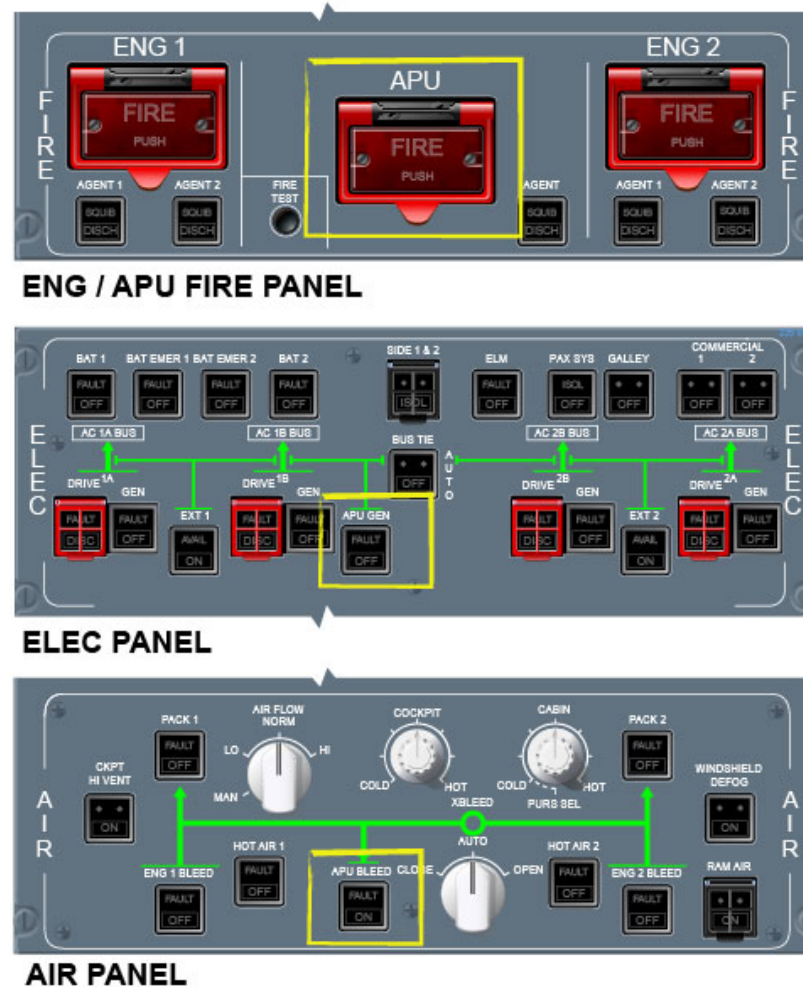 ENG 1
APU
ENG 2
FIRE
FIRE
FIRE PUSH
FIRE PUSH
FIRE PUSH
AGENT 1
AGENT 2
FIRE TEST
AGENT
AGENT 1
AGENT 2
SQUIB DISCH
SQUIB DISCH
SQUIB DISCH
SQUIB DISCH
SQUIB DISCH
ENG / APU FIRE PANEL
SIDE 1 & 2
COMMERCIAL
BAT 1
BAT EMER 1
BAT EMER 2
BAT 2
ELM
PAX SYS
GALLEY
1
2
FAULT OFF
FAULT OFF
FAULT OFF
FAULT OFF
ISOL
FAULT OFF
ISOL OFF
OFF
OFF
OFF
ELEC
ELEC
AC 1A BUS
AC 1B BUS
BUS TIE
AC 2B BUS
AC 2A BUS
OFF
AUTO
DRIVE 1A
GEN
DRIVE 1B
GEN
DRIVE 2B
GEN
DRIVE 2A
GEN
EXT 1
APU GEN
EXT 2
FAULT DISC
FAULT OFF
AVAIL ON
FAULT DISC
FAULT OFF
FAULT OFF
FAULT DISC
FAULT OFF
AVAIL ON
FAULT DISC
FAULT OFF
ELEC PANEL
AIR FLOW
COCKPIT
CABIN
PACK 1
NORM
PACK 2
FAULT OFF
LO
HI
FAULT OFF
CKPT HI VENT
MAN
COLD
HOT
COLD
HOT
PURS SEL
WINDSHIELD DEFOG
ON
XBLEED
ON
AIR
AIR
HOT AIR 1
AUTO
HOT AIR 2
ENG 1 BLEED
APU BLEED
CLOSE
OPEN
ENG 2 BLEED
RAM AIR
FAULT OFF
FAULT OFF
FAULT ON
FAULT OFF
FAULT OFF
ON
AIR PANEL